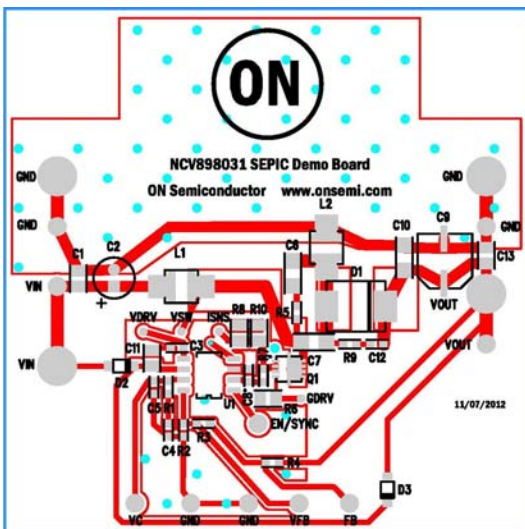 ON
NCV898031 SEPIC Demo Board
ON Semiconductor www.onsemi.com
GND
GND
GND
GND
L2
C10
C9
C1
C2
L1
C6
D1
C13
VIN
+
VOUT
R5
VDRV
VSW
ISNS
R8
R10
C11
C3
C7
R9
C12
VOUT
VIN
D2
Q1
C5
R1
U1
R6
GDRV
11/07/2012
EN/SYNC
C4
R2
R3
R4
D3
VC
GND
GND
VFB
FB